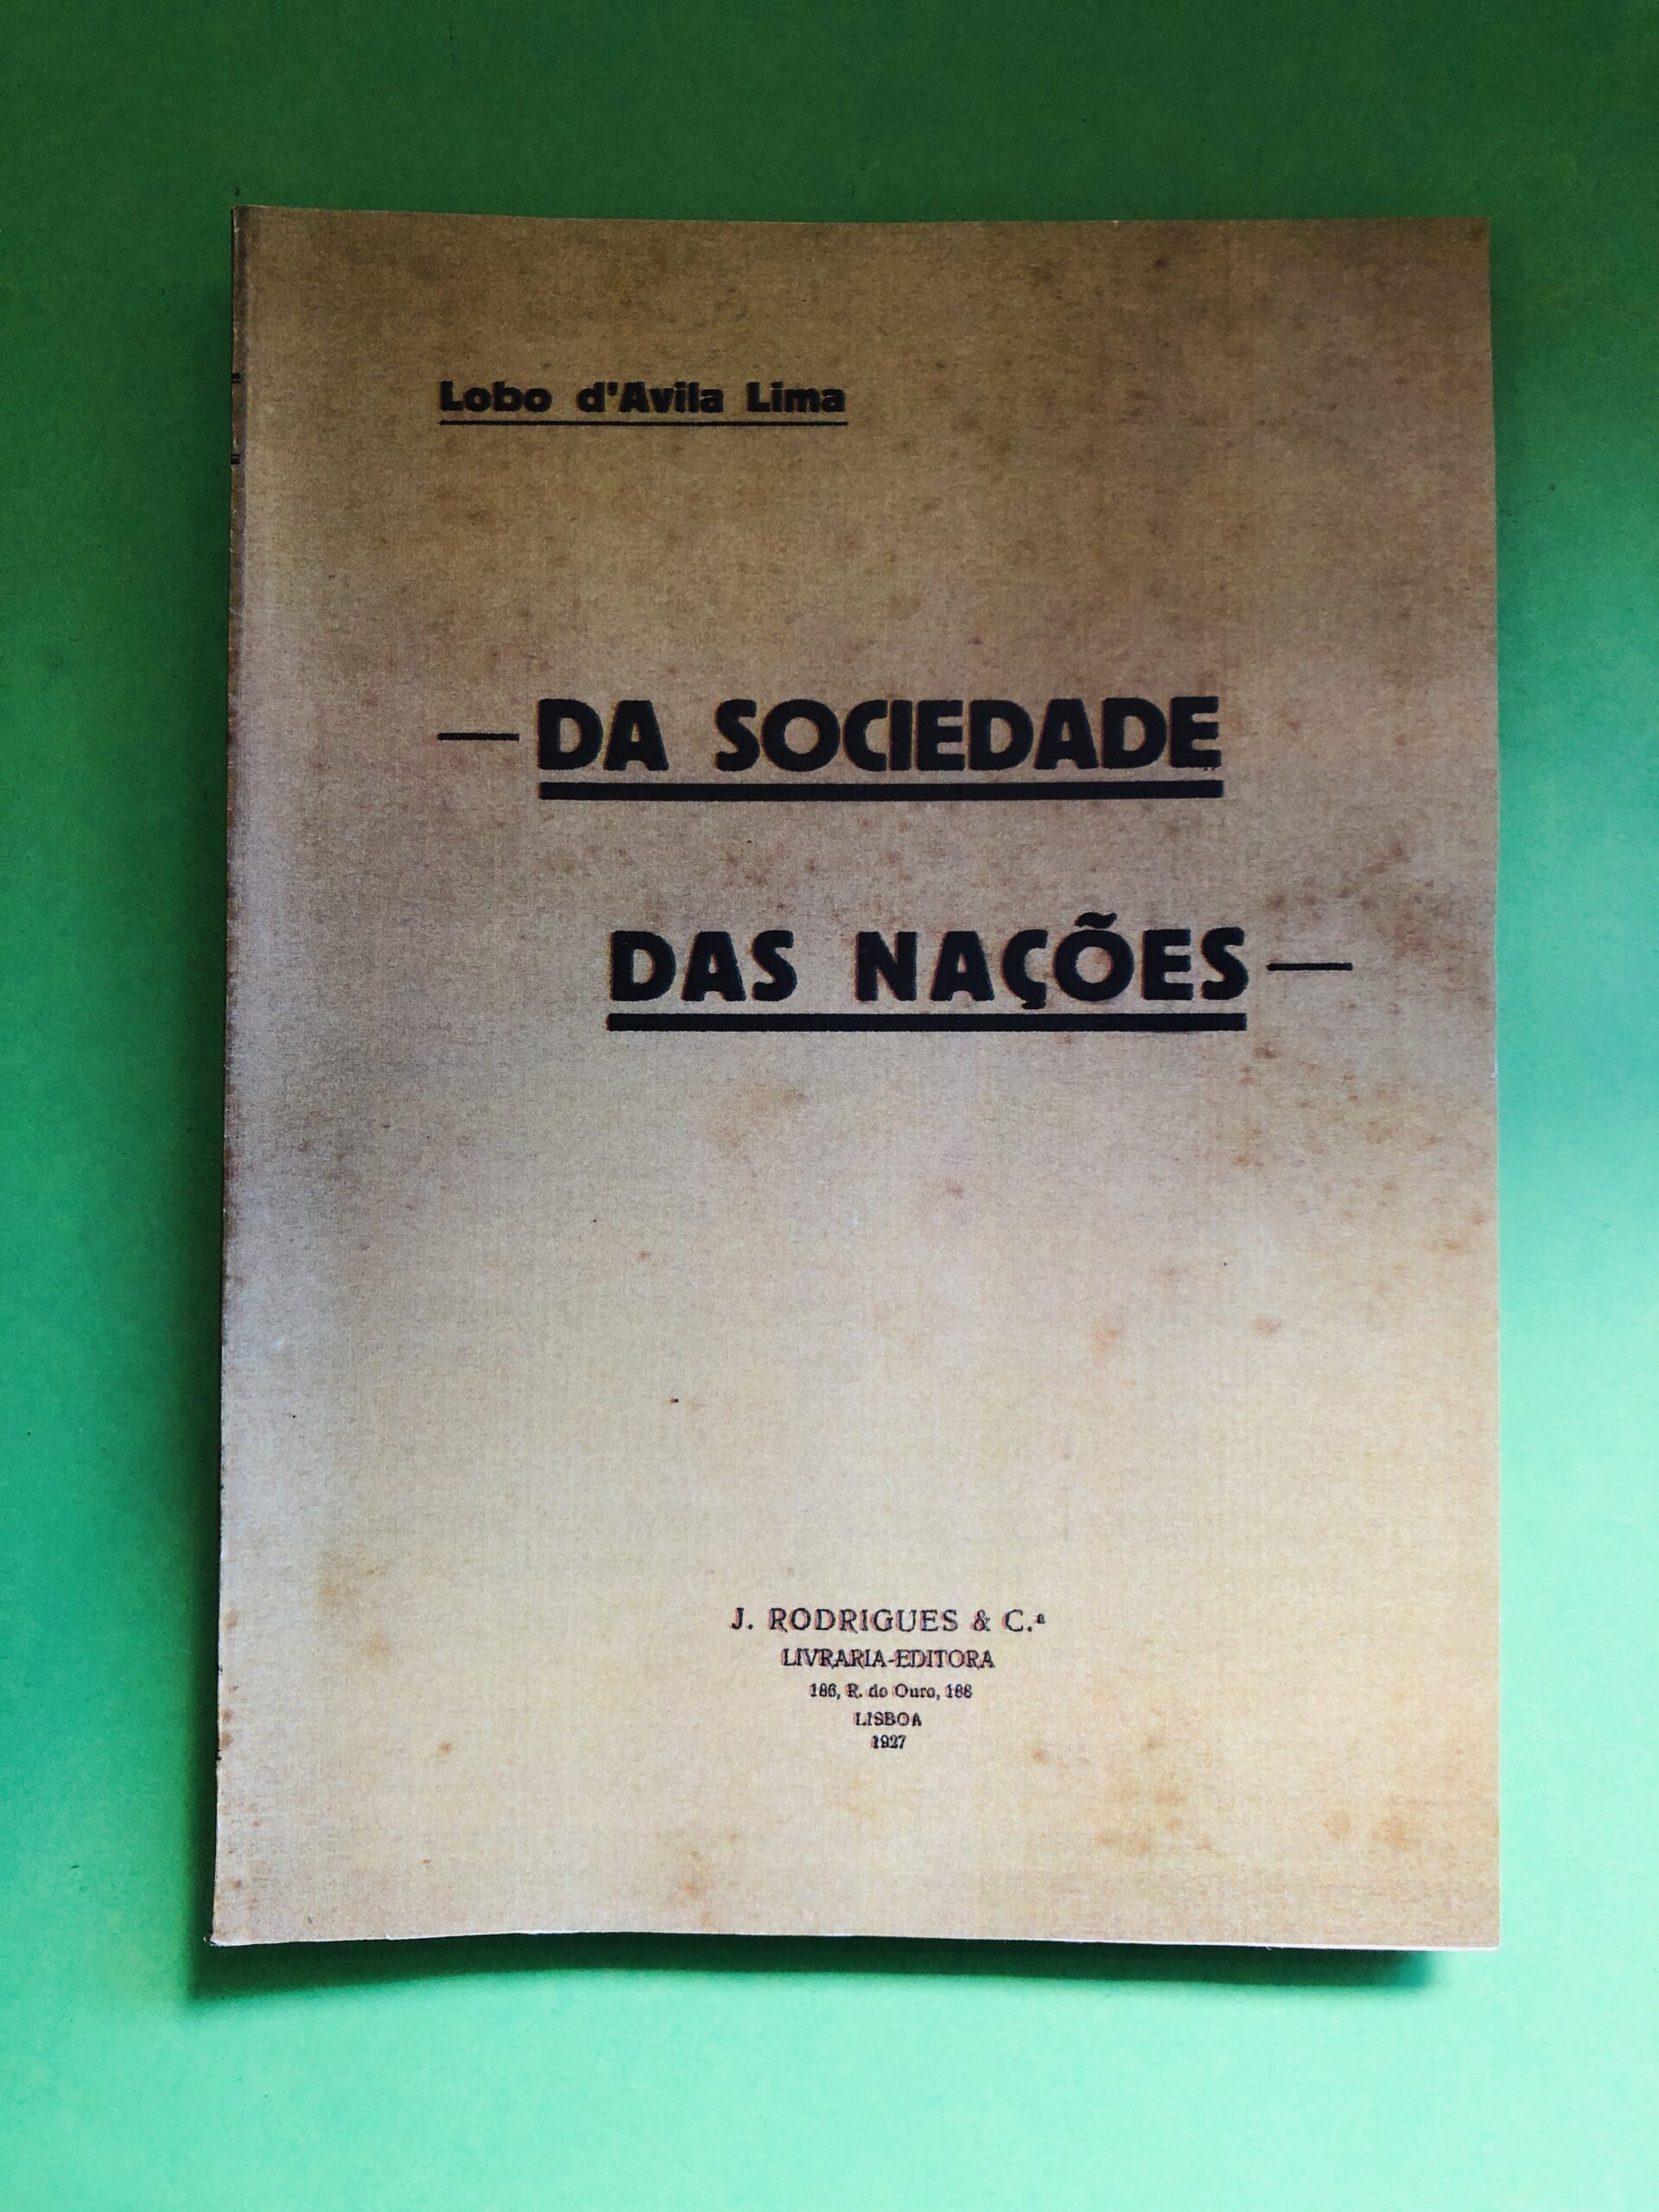 Lobo d'Avila Lima
— DA SOCIEDADE
DAS NAÇÕES —
J. RODRIGUES & C.ª
LIVRARIA-EDITORA
186, R. do Ouro, 188
LISBOA
1927